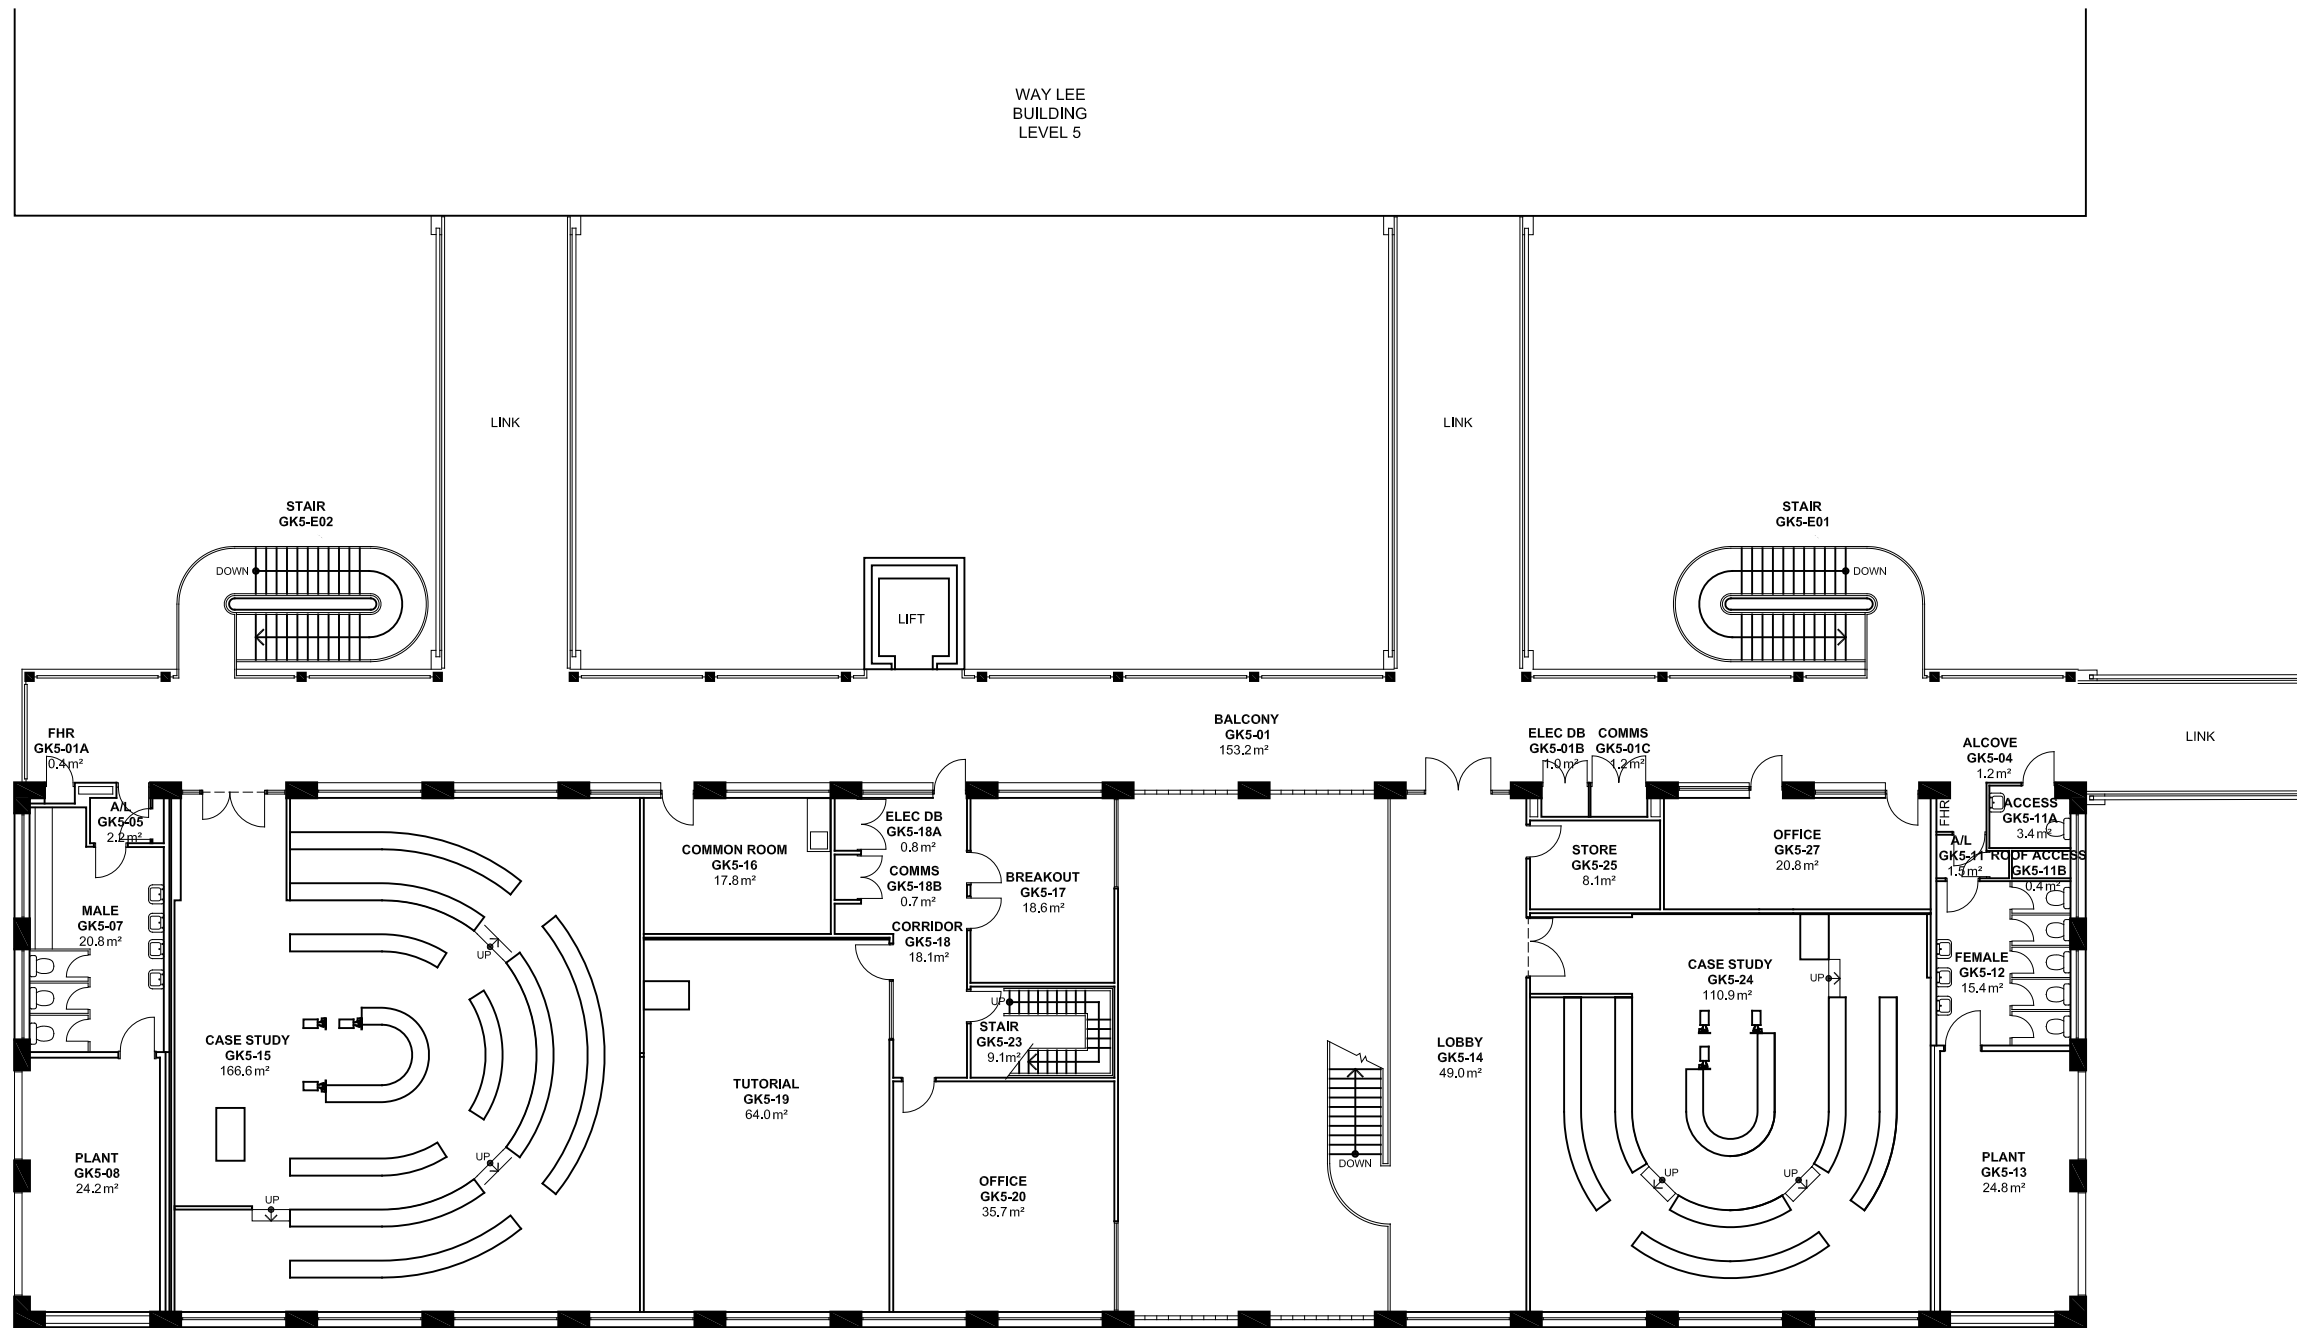 WAY LEE
BUILDING
LEVEL 5
LINK
LINK
STAIR
GK5-E02
STAIR
GK5-E01
DOWN
DOWN
LIFT
FHR
GK5-01A
0.4m²
BALCONY
GK5-01
153.2m²
ELEC DB
GK5-01B
1.0m²
COMMS
GK5-01C
1.2m²
ALCOVE
GK5-04
1.2m²
LINK
A/L
GK5-05
2.2m²
ELEC DB
GK5-18A
0.8m²
COMMON ROOM
GK5-16
17.8m²
COMMS
GK5-18B
0.7m²
BREAKOUT
GK5-17
18.6m²
STORE
GK5-25
8.1m²
OFFICE
GK5-27
20.8m²
FHR
ACCESS
GK5-11A
3.4m²
A/L
GK5-11
1.5m²
ROOF ACCESS
GK5-11B
0.4m²
MALE
GK5-07
20.8m²
UP
CORRIDOR
GK5-18
18.1m²
CASE STUDY
GK5-24
110.9m²
UP
FEMALE
GK5-12
15.4m²
CASE STUDY
GK5-15
166.6m²
UP
STAIR
GK5-23
9.1m²
LOBBY
GK5-14
49.0m²
TUTORIAL
GK5-19
64.0m²
PLANT
GK5-08
24.2m²
UP
UP
OFFICE
GK5-20
35.7m²
DOWN
UP
UP
PLANT
GK5-13
24.8m²